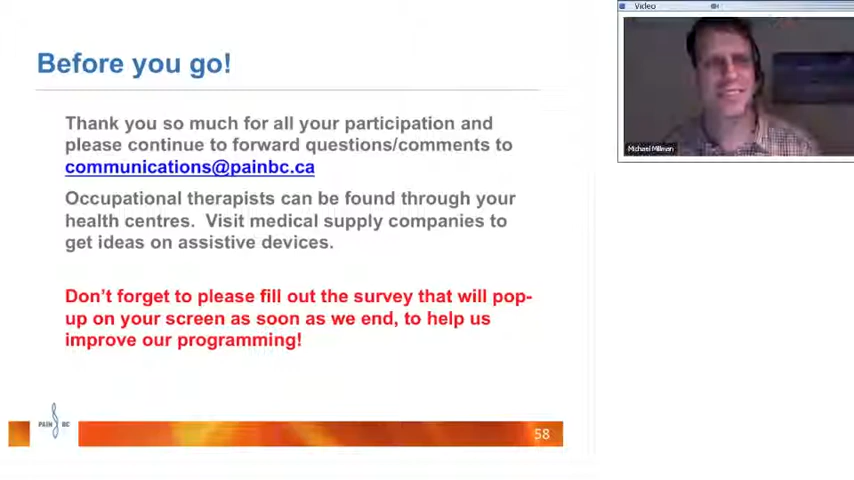 Video
Before you go!
Thank you so much for all your participation and
please continue to forward questions/comments to
communications@painbc.ca
Occupational therapists can be found through your
health centres.  Visit medical supply companies to
get ideas on assistive devices.
Don't forget to please fill out the survey that will pop-
up on your screen as soon as we end, to help us
improve our programming!
Michael Millman
PAIN BC
58